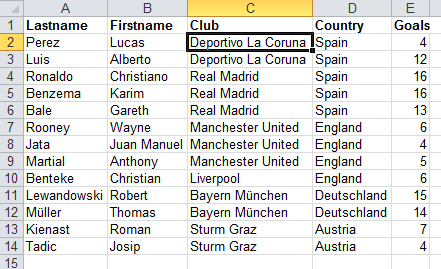 A B C D E
1 Lastname Firstname Club Country Goals
2 Perez Lucas Deportivo La Coruna Spain 4
3 Luis Alberto Deportivo La Coruna Spain 12
4 Ronaldo Christiano Real Madrid Spain 16
5 Benzema Karim Real Madrid Spain 16
6 Bale Gareth Real Madrid Spain 13
7 Rooney Wayne Manchester United England 6
8 Jata Juan Manuel Manchester United England 4
9 Martial Anthony Manchester United England 5
10 Benteke Christian Liverpool England 6
11 Lewandowski Robert Bayern München Deutschland 15
12 Müller Thomas Bayern München Deutschland 14
13 Kienast Roman Sturm Graz Austria 7
14 Tadic Josip Sturm Graz Austria 4
15